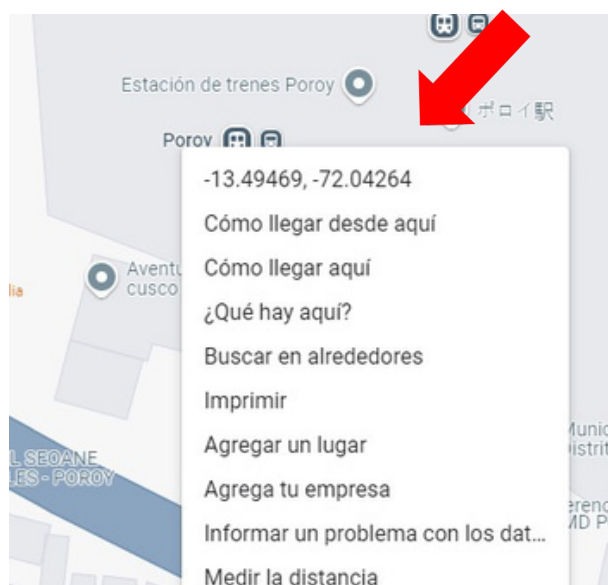 Estación de trenes Poroy
ポロイ駅
Poroy
-13.49469, -72.04264
Cómo llegar desde aquí
Cómo llegar aquí
Aventu
cusco
¿Qué hay aquí?
Buscar en alrededores
Imprimir
Agregar un lugar
L SEOANE
LES - POROY
Agrega tu empresa
Informar un problema con los dat...
MD P
Medir la distancia